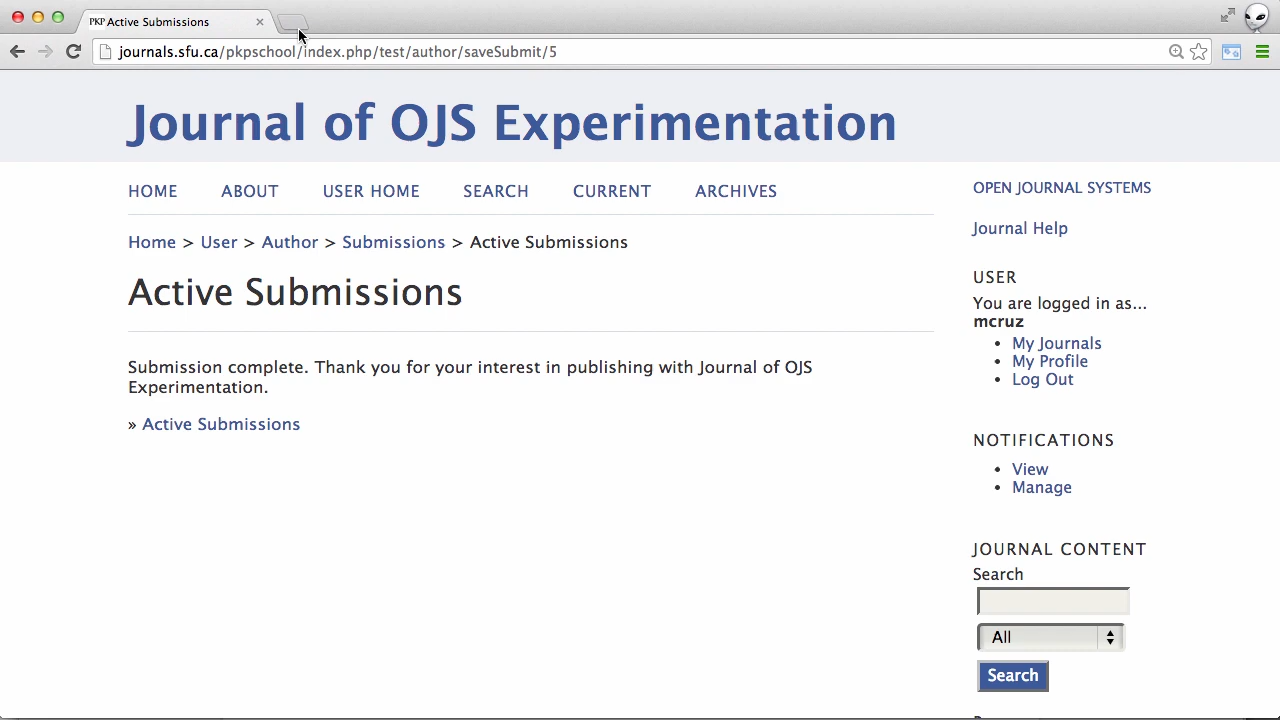 PKP Active Submissions
journals.sfu.ca/pkpschool/index.php/test/author/saveSubmit/5
Journal of OJS Experimentation
HOME ABOUT USER HOME SEARCH CURRENT ARCHIVES
Home > User > Author > Submissions > Active Submissions
Active Submissions
Submission complete. Thank you for your interest in publishing with Journal of OJS
Experimentation.
» Active Submissions
OPEN JOURNAL SYSTEMS
Journal Help
USER
You are logged in as...
mcruz
• My Journals
• My Profile
• Log Out
NOTIFICATIONS
• View
• Manage
JOURNAL CONTENT
Search
All
Search